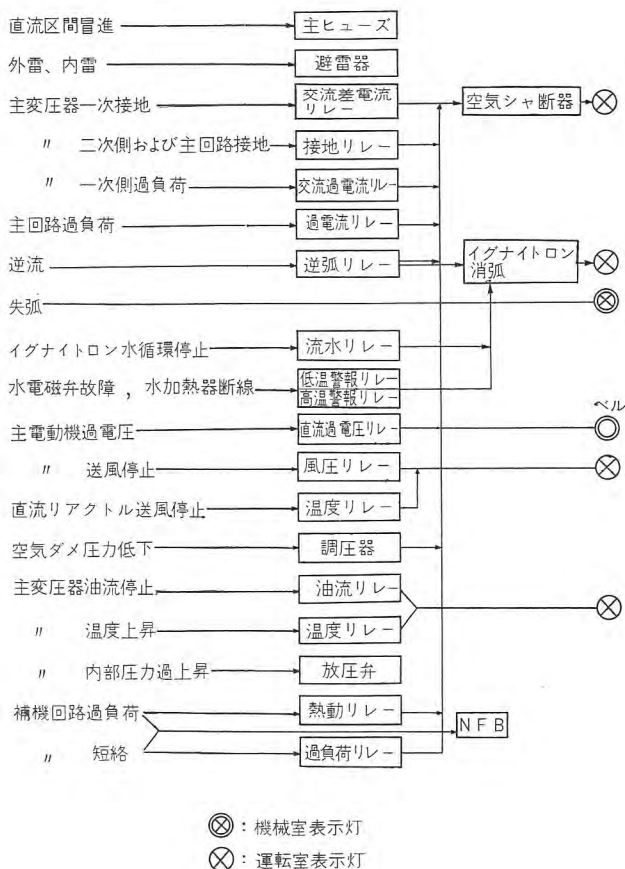 直流区間冒進 主ヒューズ
外雷、内雷 避雷器
主変圧器一次接地 交流差電流リレー 空気シャ断器
〃 二次側および主回路接地 接地リレー
〃 一次側過負荷 交流過電流リレー
主回路過負荷 過電流リレー
逆流 逆弧リレー イグナイトロン消弧
失弧
イグナイトロン水循環停止 流水リレー
水電磁弁故障，水加熱器断線 低温警報リレー
高温警報リレー
ベル
主電動機過電圧 直流過電圧リレー
〃 送風停止 風圧リレー
直流リアクトル送風停止 温度リレー
空気ダメ圧力低下 調圧器
主変圧器油流停止 油流リレー
〃 温度上昇 温度リレー
〃 内部圧力過上昇 放圧弁
補機回路過負荷 熱動リレー NFB
〃 短絡 過負荷リレー
：機械室表示灯
：運転室表示灯